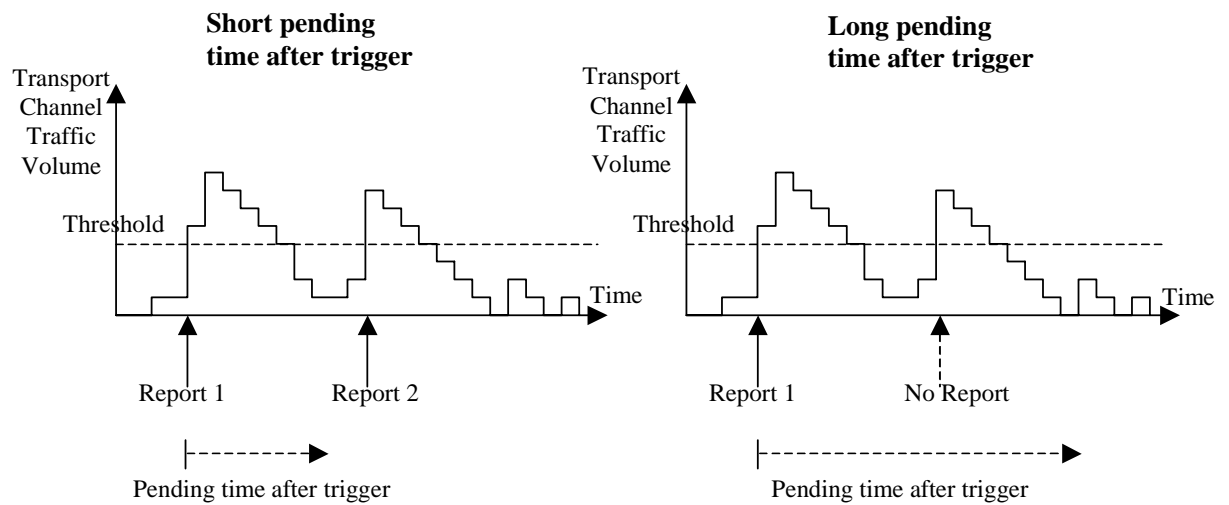 Short pending
time after trigger
Transport
Channel
Traffic
Volume
Threshold
Time
Report 1
Report 2
Pending time after trigger
Long pending
time after trigger
Transport
Channel
Traffic
Volume
Threshold
Time
Report 1
No Report
Pending time after trigger